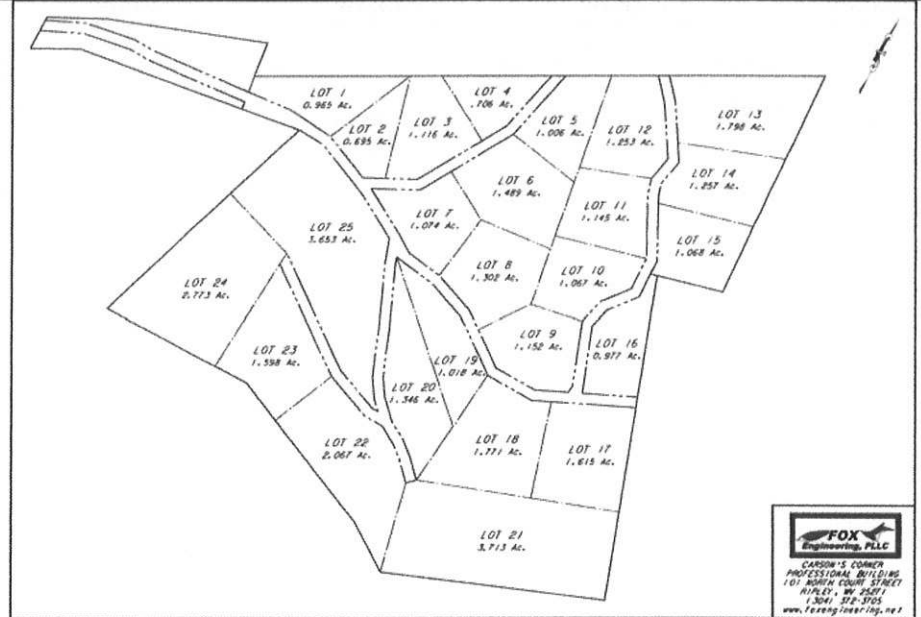 LOT 1
0.965 Ac.
LOT 2
0.695 Ac.
LOT 3
1.116 Ac.
LOT 4
.706 Ac.
LOT 5
1.006 Ac.
LOT 12
1.253 Ac.
LOT 13
1.798 Ac.
LOT 14
1.257 Ac.
LOT 6
1.489 Ac.
LOT 11
1.145 Ac.
LOT 7
1.074 Ac.
LOT 25
3.653 Ac.
LOT 15
1.068 Ac.
LOT 8
1.302 Ac.
LOT 10
1.067 Ac.
LOT 24
2.773 Ac.
LOT 9
1.152 Ac.
LOT 16
0.977 Ac.
LOT 23
1.598 Ac.
LOT 19
1.018 Ac.
LOT 20
1.346 Ac.
LOT 22
2.067 Ac.
LOT 18
1.771 Ac.
LOT 17
1.615 Ac.
LOT 21
3.713 Ac.
FOX
Engineering, PLLC
CARSON'S CORNER
PROFESSIONAL BUILDING
101 NORTH COURT STREET
RIPLEY, WV 25271
(304) 372-3705
www.foxengineering.net